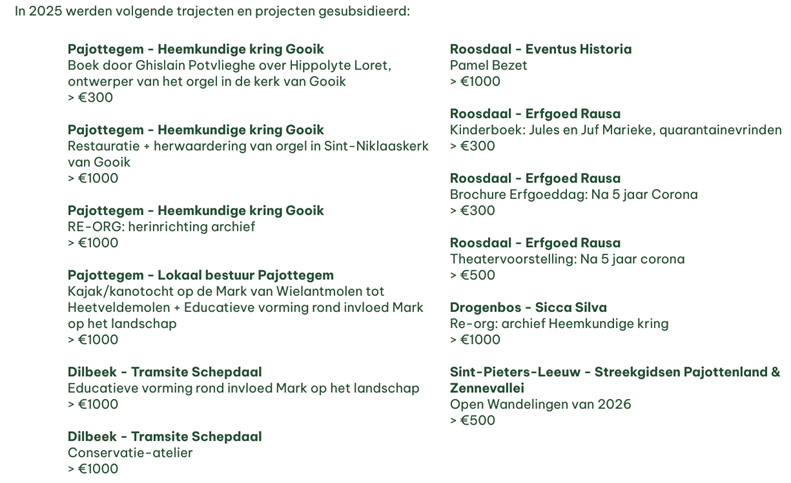 In 2025 werden volgende trajecten en projecten gesubsidieerd:
Pajottegem - Heemkundige kring Gooik
Boek door Ghislain Potvlieghe over Hippolyte Loret,
ontwerper van het orgel in de kerk van Gooik
> €300
Pajottegem - Heemkundige kring Gooik
Restauratie + herwaardering van orgel in Sint-Niklaaskerk
van Gooik
> €1000
Pajottegem - Heemkundige kring Gooik
RE-ORG: herinrichting archief
> €1000
Pajottegem - Lokaal bestuur Pajottegem
Kajak/kanotocht op de Mark van Wielantmolen tot
Heetveldemolen + Educatieve vorming rond invloed Mark
op het landschap
> €1000
Dilbeek - Tramsite Schepdaal
Educatieve vorming rond invloed Mark op het landschap
> €1000
Dilbeek - Tramsite Schepdaal
Conservatie-atelier
> €1000
Roosdaal - Eventus Historia
Pamel Bezet
> €1000
Roosdaal - Erfgoed Rausa
Kinderboek: Jules en Juf Marieke, quarantainevrinden
> €300
Roosdaal - Erfgoed Rausa
Brochure Erfgoeddag: Na 5 jaar Corona
> €300
Roosdaal - Erfgoed Rausa
Theatervoorstelling: Na 5 jaar corona
> €500
Drogenbos - Sicca Silva
Re-org: archief Heemkundige kring
> €1000
Sint-Pieters-Leeuw - Streekgidsen Pajottenland &
Zennevallei
Open Wandelingen van 2026
> €500